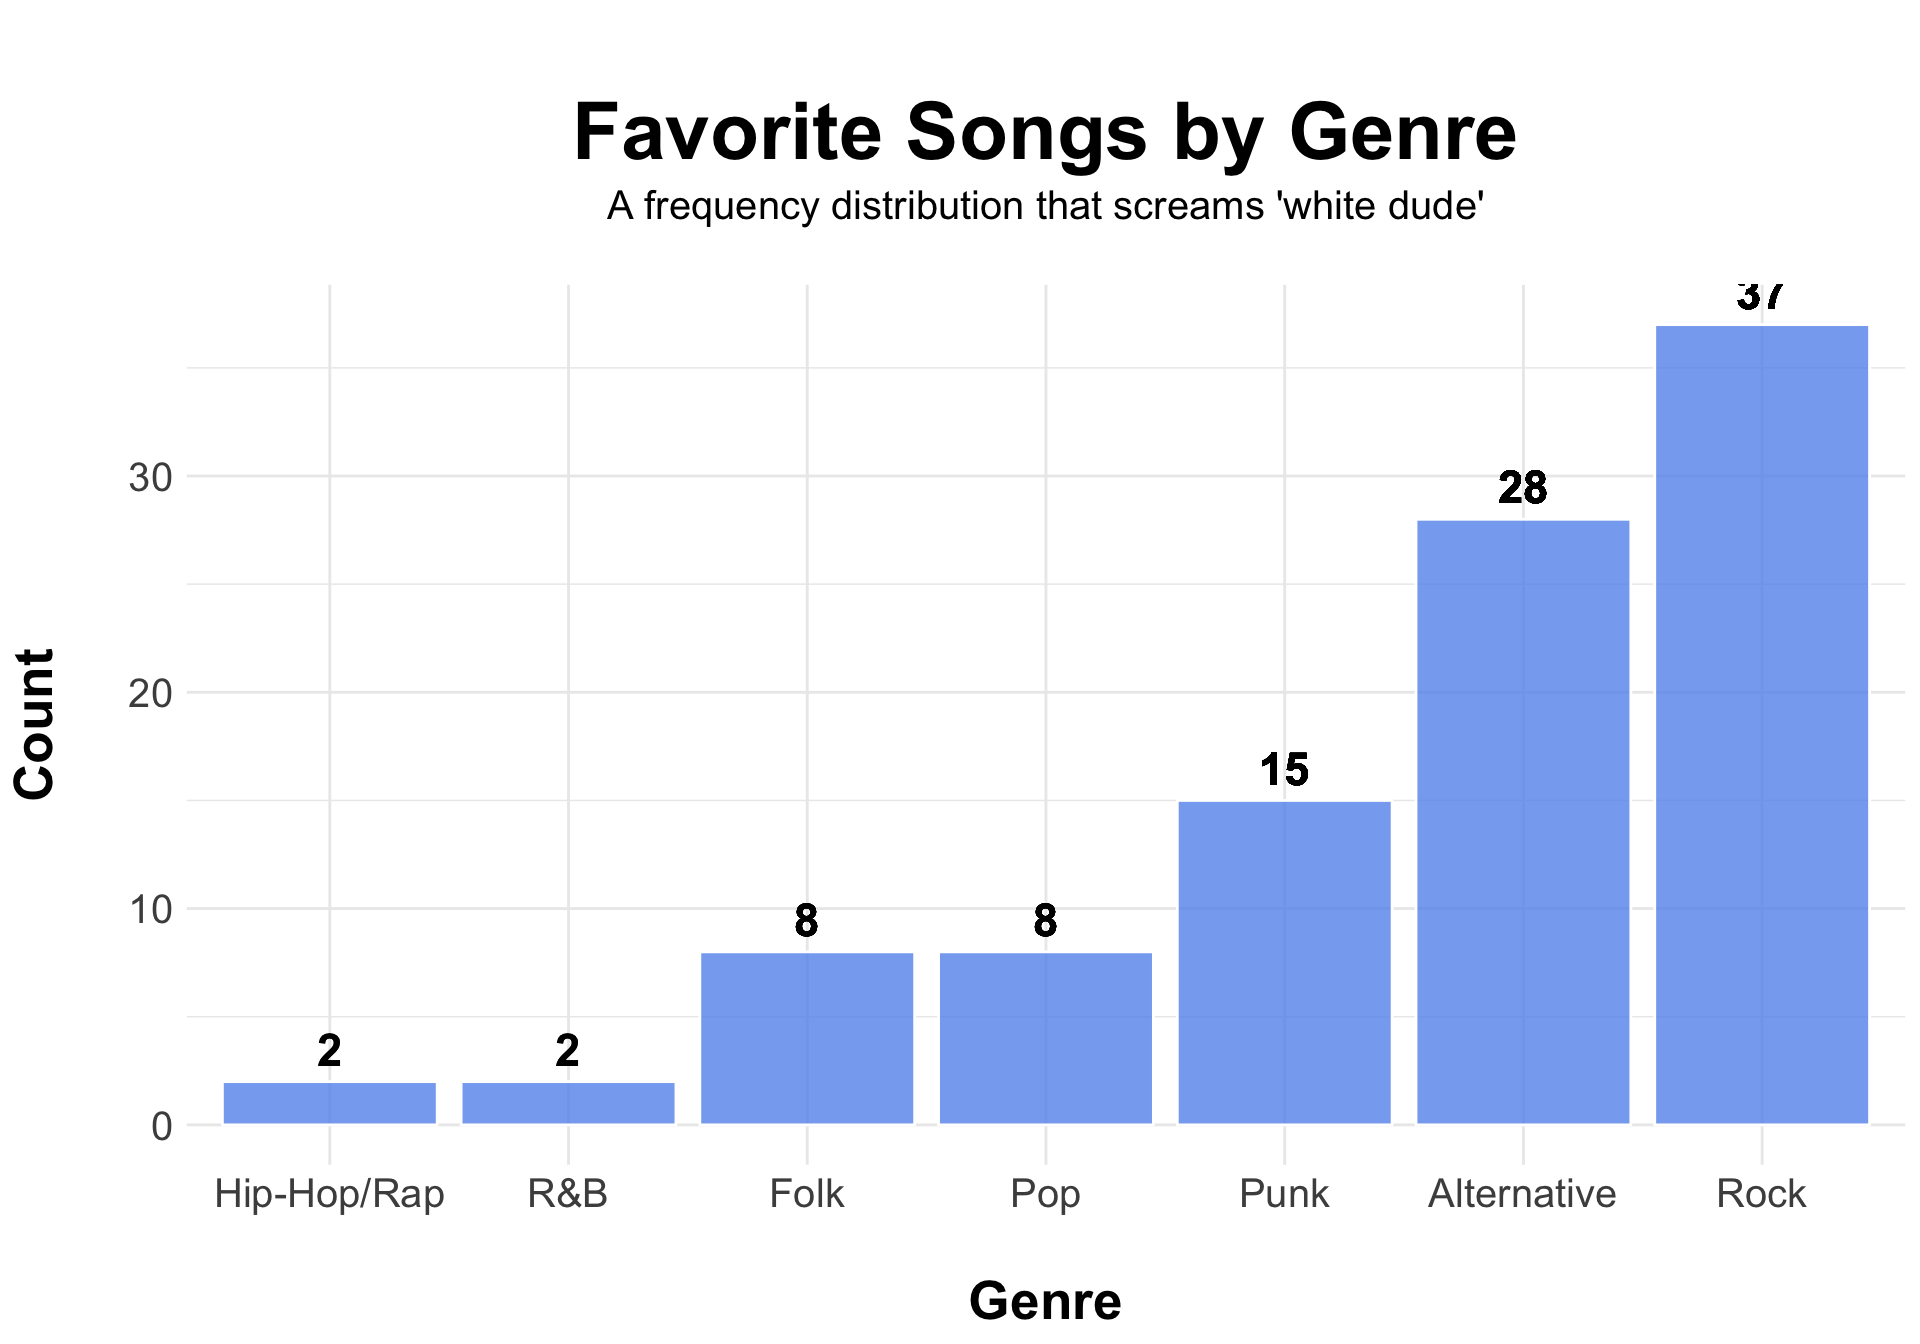 Favorite Songs by Genre
A frequency distribution that screams 'white dude'
Count
37
30
28
20
15
10
8 8
2 2
0
Hip-Hop/Rap R&B Folk Pop Punk Alternative Rock
Genre